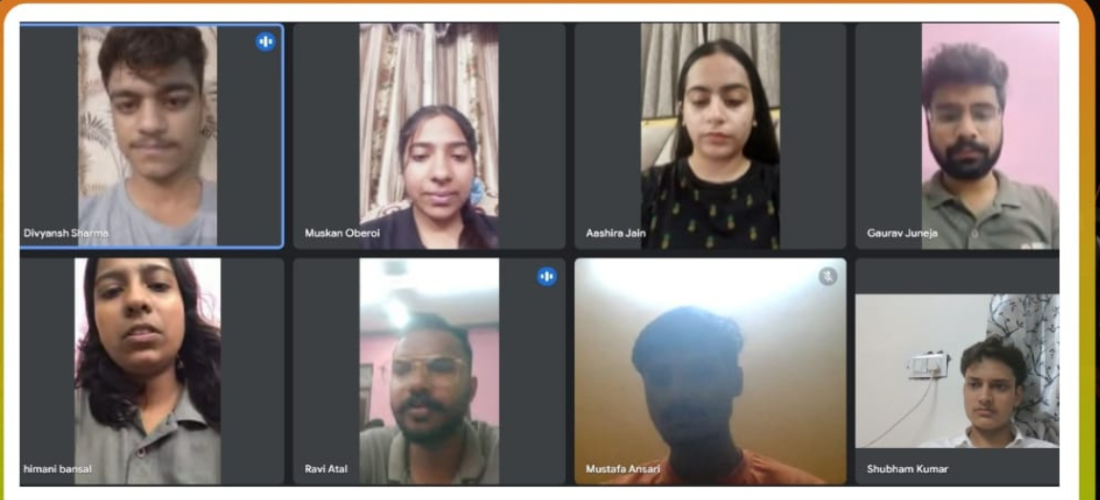 Divyansh Sharma
Muskan Oberoi
Aashira Jain
Gaurav Juneja
himani bansal
Ravi Atal
Mustafa Ansari
Shubham Kumar